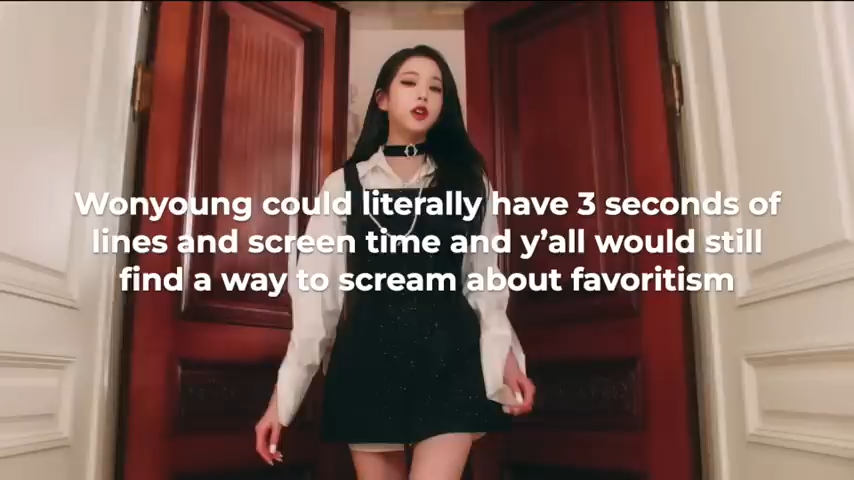 Wonyoung could literally have 3 seconds of
lines and screen time and y’all would still
find a way to scream about favoritism